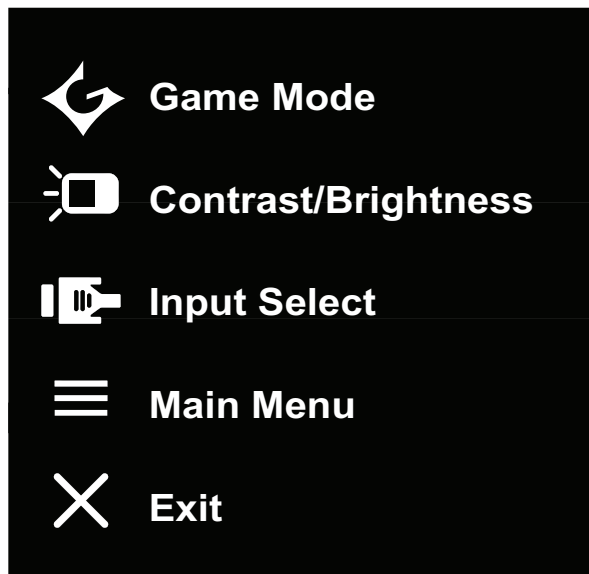 Game Mode
Contrast/Brightness
Input Select
Main Menu
Exit